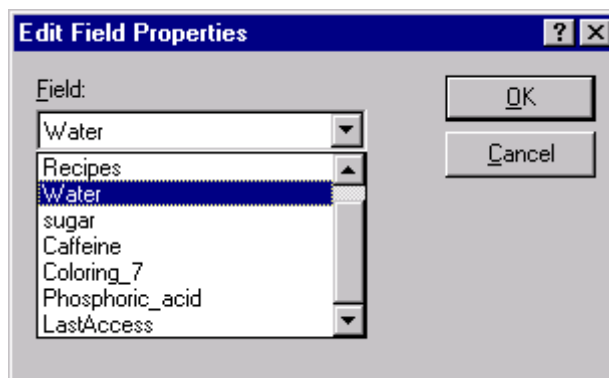 Edit Field Properties
Field:
OK
Water
Cancel
Recipes
Water
sugar
Caffeine
Coloring_7
Phosphoric_acid
LastAccess